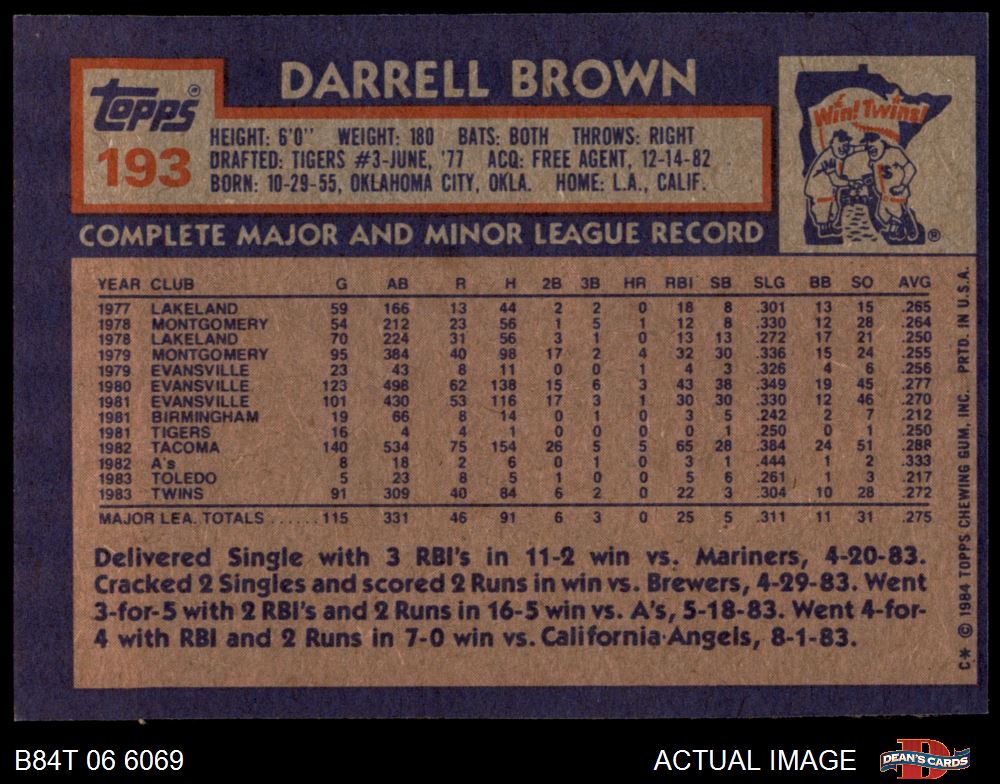 Topps®
193
DARRELL BROWN
Win! Twins!
HEIGHT: 6'0" WEIGHT: 180 BATS: BOTH THROWS: RIGHT
DRAFTED: TIGERS #3-JUNE, '77 ACQ: FREE AGENT, 12-14-82
BORN: 10-29-55, OKLAHOMA CITY, OKLA. HOME: L.A., CALIF.
®
COMPLETE MAJOR AND MINOR LEAGUE RECORD
YEAR CLUB G AB R H 2B 3B HR RBI SB SLG BB SO AVG
1977 LAKELAND 59 166 13 44 2 2 0 18 8 .301 13 15 .265
1978 MONTGOMERY 54 212 23 56 1 5 1 12 8 .330 12 28 .264
1978 LAKELAND 70 224 31 56 3 1 0 13 13 .272 17 21 .250
1979 MONTGOMERY 95 384 40 98 17 2 4 32 30 .336 15 24 .255
1979 EVANSVILLE 23 43 8 11 0 0 1 4 3 .326 4 6 .256
1980 EVANSVILLE 123 498 62 138 15 6 3 43 38 .349 19 45 .277
1981 EVANSVILLE 101 430 53 116 17 3 1 30 30 .330 12 46 .270
1981 BIRMINGHAM 19 66 8 14 0 1 0 3 5 .242 2 7 .212
1981 TIGERS 16 4 4 1 0 0 0 0 1 .250 0 1 .250
1982 TACOMA 140 534 75 154 26 5 5 65 28 .384 24 51 .288
1982 A's 8 18 2 6 0 1 0 3 1 .444 1 2 .333
1983 TOLEDO 5 23 8 5 1 0 0 5 6 .261 1 3 .217
1983 TWINS 91 309 40 84 6 2 0 22 3 .304 10 28 .272
MAJOR LEA. TOTALS ...... 115 331 46 91 6 3 0 25 5 .311 11 31 .275
Delivered Single with 3 RBI's in 11-2 win vs. Mariners, 4-20-83.
Cracked 2 Singles and scored 2 Runs in win vs. Brewers, 4-29-83. Went
3-for-5 with 2 RBI's and 2 Runs in 16-5 win vs. A's, 5-18-83. Went 4-for-
4 with RBI and 2 Runs in 7-0 win vs. California Angels, 8-1-83.
C* © 1984 TOPPS CHEWING GUM, INC. PRTD. IN U.S.A.
B84T 06 6069
ACTUAL IMAGE
DEAN'S CARDS